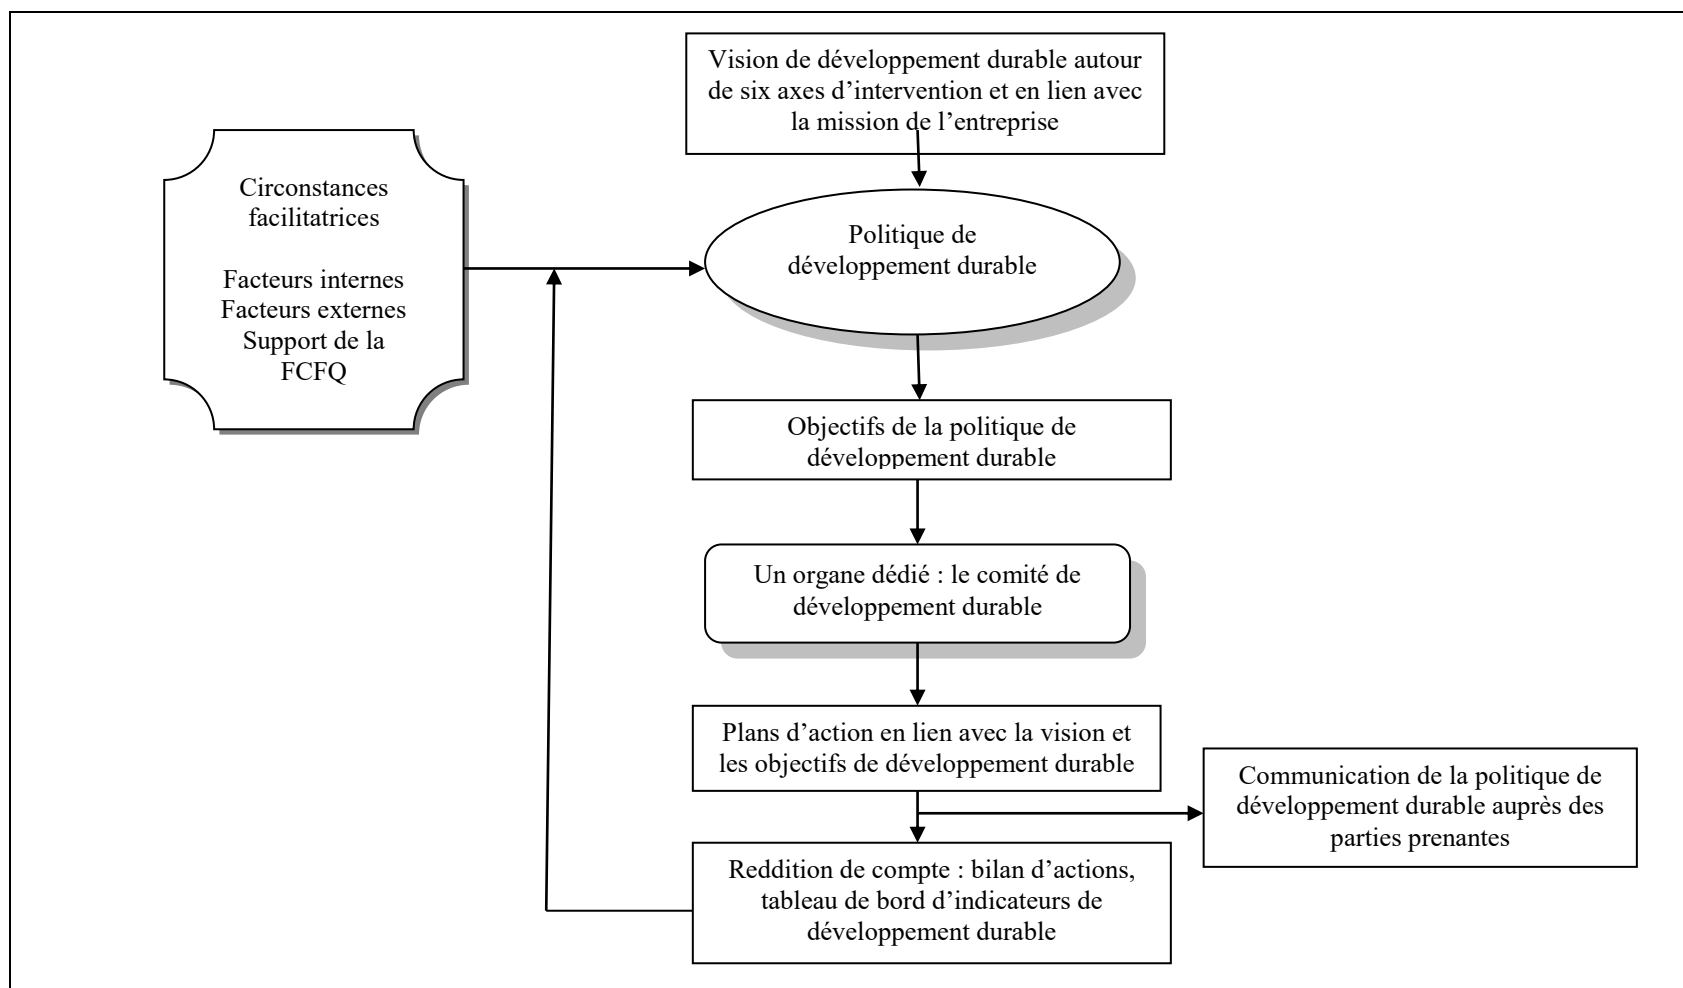 Vision de développement durable autour
de six axes d’intervention et en lien avec
la mission de l’entreprise
Circonstances
facilitatrices
Facteurs internes
Facteurs externes
Support de la
FCFQ
Politique de
développement durable
Objectifs de la politique de
développement durable
Un organe dédié : le comité de
développement durable
Plans d’action en lien avec la vision et
les objectifs de développement durable
Communication de la politique de
développement durable auprès des
parties prenantes
Reddition de compte : bilan d’actions,
tableau de bord d’indicateurs de
développement durable